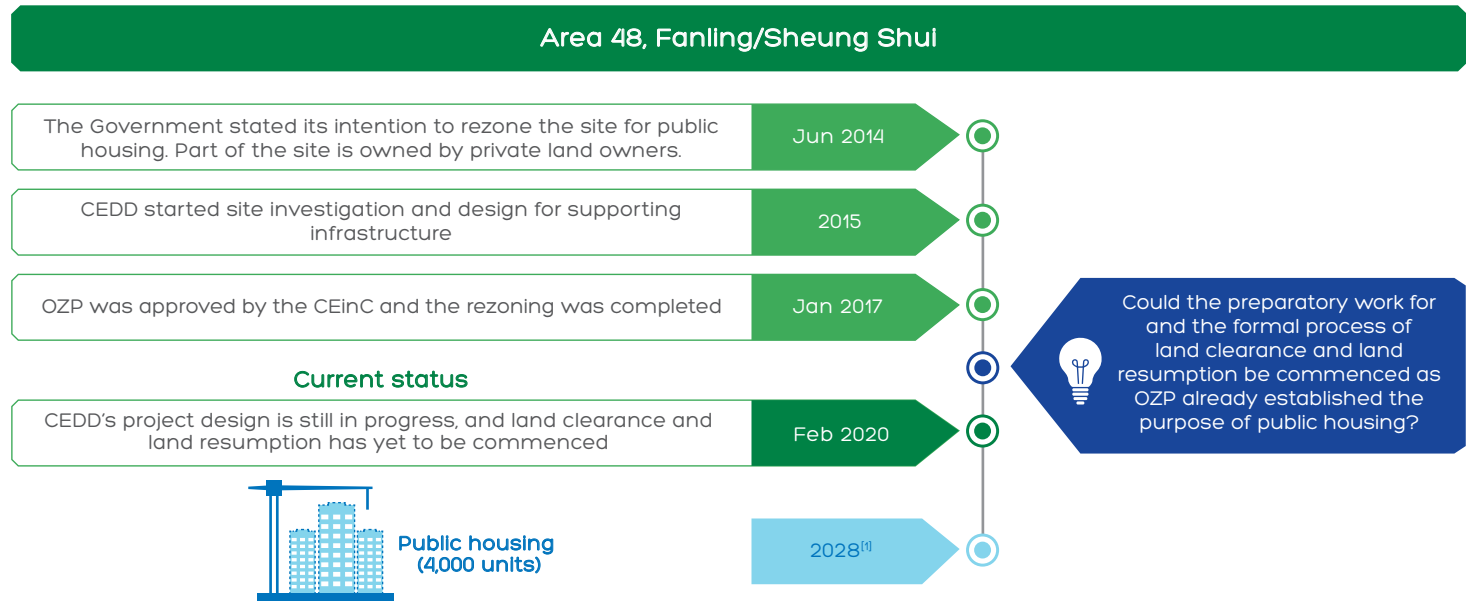 Area 48, Fanling/Sheung Shui
The Government stated its intention to rezone the site for public
housing. Part of the site is owned by private land owners.
Jun 2014
CEDD started site investigation and design for supporting
infrastructure
2015
OZP was approved by the CEinC and the rezoning was completed
Jan 2017
Could the preparatory work for
and the formal process of
land clearance and land
resumption be commenced as
OZP already established the
purpose of public housing?
Current status
CEDD's project design is still in progress, and land clearance and
land resumption has yet to be commenced
Feb 2020
Public housing
(4,000 units)
2028[1]